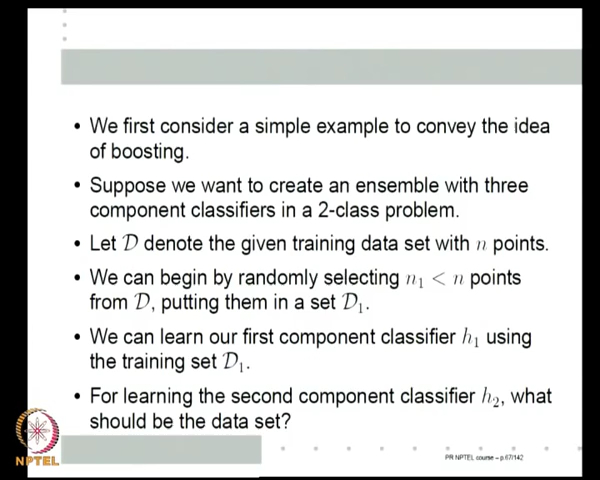 • We first consider a simple example to convey the idea
of boosting.
• Suppose we want to create an ensemble with three
component classifiers in a 2-class problem.
• Let 𝒟 denote the given training data set with n points.
• We can begin by randomly selecting n₁ < n points
from 𝒟, putting them in a set 𝒟₁.
• We can learn our first component classifier h₁ using
the training set 𝒟₁.
• For learning the second component classifier h₂, what
should be the data set?
NPTEL
PR NPTEL course – p.67/142